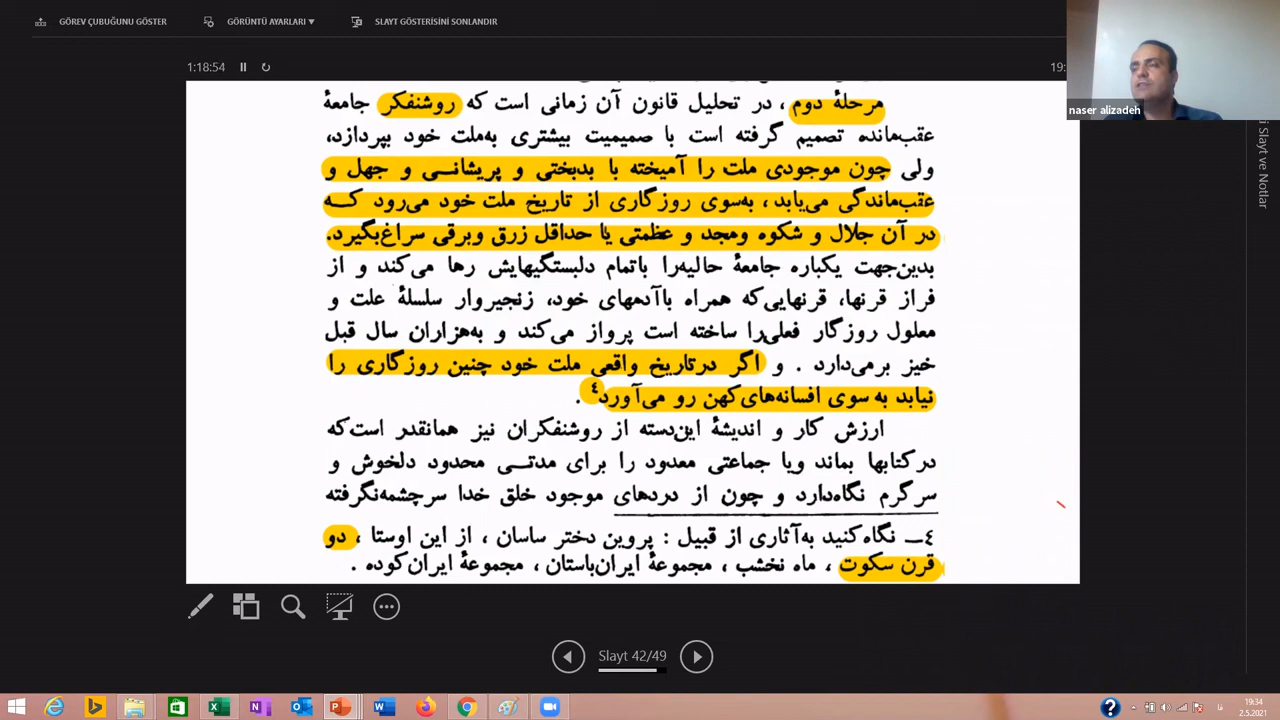 GÖREV ÇUBUĞUNU GÖSTER
GÖRÜNTÜ AYARLARI ▼
SLAYT GÖSTERİSİNİ SONLANDIR
1:18:54
19:
naser alizadeh
مرحلهٔ دوم ، در تحلیل قانون آن زمانی است که روشنفکر جامعهٔ
عقب‌مانده تصمیم گرفته است با صمیمیت بیشتری به‌ملت خود بپردازد،
ولی چون موجودی ملت را آمیخته با بدبختی و پریشانی و جهل و
عقب‌ماندگی می‌یابد ، به‌سوی روزگاری از تاریخ ملت خود می‌رود که
در آن جلال و شکوه ومجد و عظمتی یا حداقل زرق وبرقی سراغ‌بگیرد.
بدین‌جهت یکباره جامعهٔ حالیه‌را باتمام دلبستگیهایش رها می‌کند و از
فراز قرنها، قرنهایی‌که همراه باآدمهای خود، زنجیروار سلسلهٔ علت و
معلول روزگار فعلی‌را ساخته است پرواز می‌کند و به‌هزاران سال قبل
خیز برمی‌دارد . و اگر درتاریخ واقعی ملت خود چنین روزگاری را
نیابد به سوی افسانه‌های‌کهن رو می‌آورد۴ .
ارزش کار و اندیشهٔ این‌دسته از روشنفکران نیز همانقدر است‌که
درکتابها بماند ویا جماعتی معدود را برای مدتی محدود دلخوش و
سرگرم نگاه‌دارد و چون از دردهای موجود خلق خدا سرچشمه‌نگرفته
۴ـ نگاه‌کنید به‌آثاری از قبیل : پروین دختر ساسان ، از این اوستا ، دو
قرن سکوت ، ماه نخشب ، مجموعهٔ ایران‌باستان ، مجموعهٔ ایران‌کوده .
Slayt ve Notlar
Slayt 42/49
19:34
2.5.2021